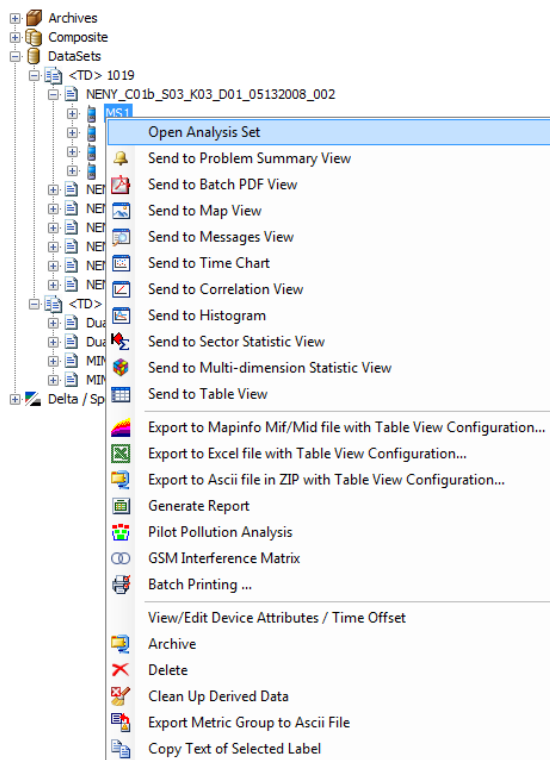 Archives
Composite
DataSets
<TD> 1019
NENY_C01b_S03_K03_D01_05132008_002
MS1
Open Analysis Set
Send to Problem Summary View
Send to Batch PDF View
NEN
Send to Map View
NEN
Send to Messages View
NEN
Send to Time Chart
NEN
Send to Correlation View
NEN
Send to Histogram
<TD>
Dua
Send to Sector Statistic View
Dua
Send to Multi-dimension Statistic View
MIN
MIN
Send to Table View
Delta / Sp
Export to Mapinfo Mif/Mid file with Table View Configuration...
Export to Excel file with Table View Configuration...
Export to Ascii file in ZIP with Table View Configuration...
Generate Report
Pilot Pollution Analysis
GSM Interference Matrix
Batch Printing ...
View/Edit Device Attributes / Time Offset
Archive
Delete
Clean Up Derived Data
Export Metric Group to Ascii File
Copy Text of Selected Label